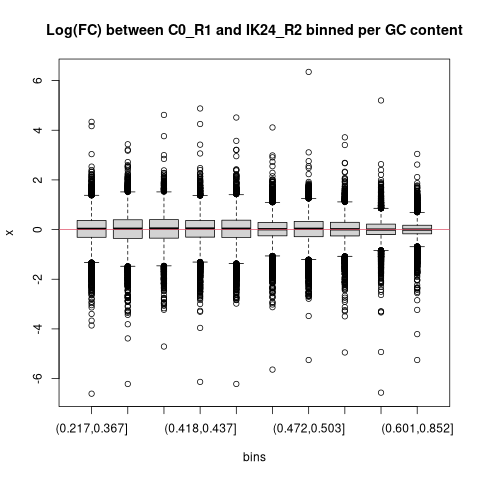 Log(FC) between C0_R1 and IK24_R2 binned per GC content
6
4
2
0
-2
-4
-6
x
(0.217,0.367] (0.418,0.437] (0.472,0.503] (0.601,0.852]
bins